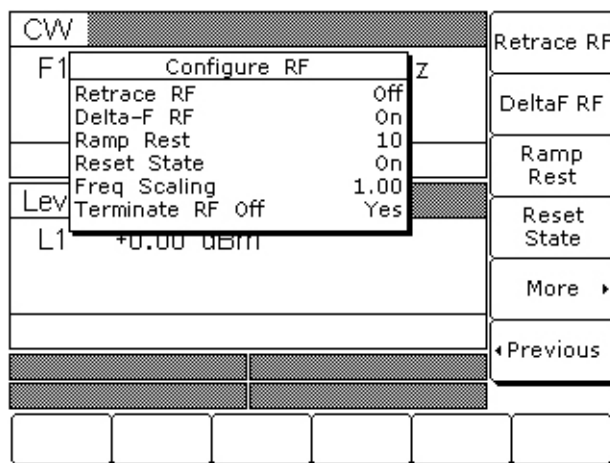 CW
F1
z
Configure RF
Retrace RF Off
Delta-F RF On
Ramp Rest 10
Reset State On
Freq Scaling 1.00
Terminate RF Off Yes
Lev
L1 +0.00 dBm
Retrace RF
DeltaF RF
Ramp
Rest
Reset
State
More
Previous